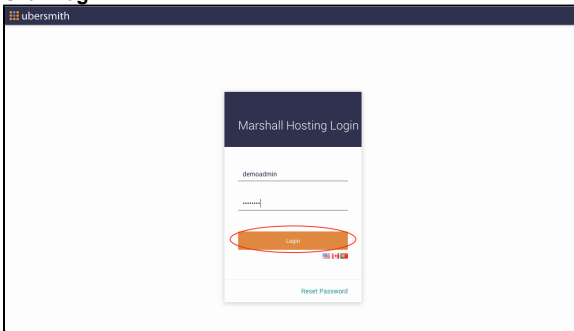 ubersmith
Marshall Hosting Login
demoadmin
••••••••
Login
Reset Password